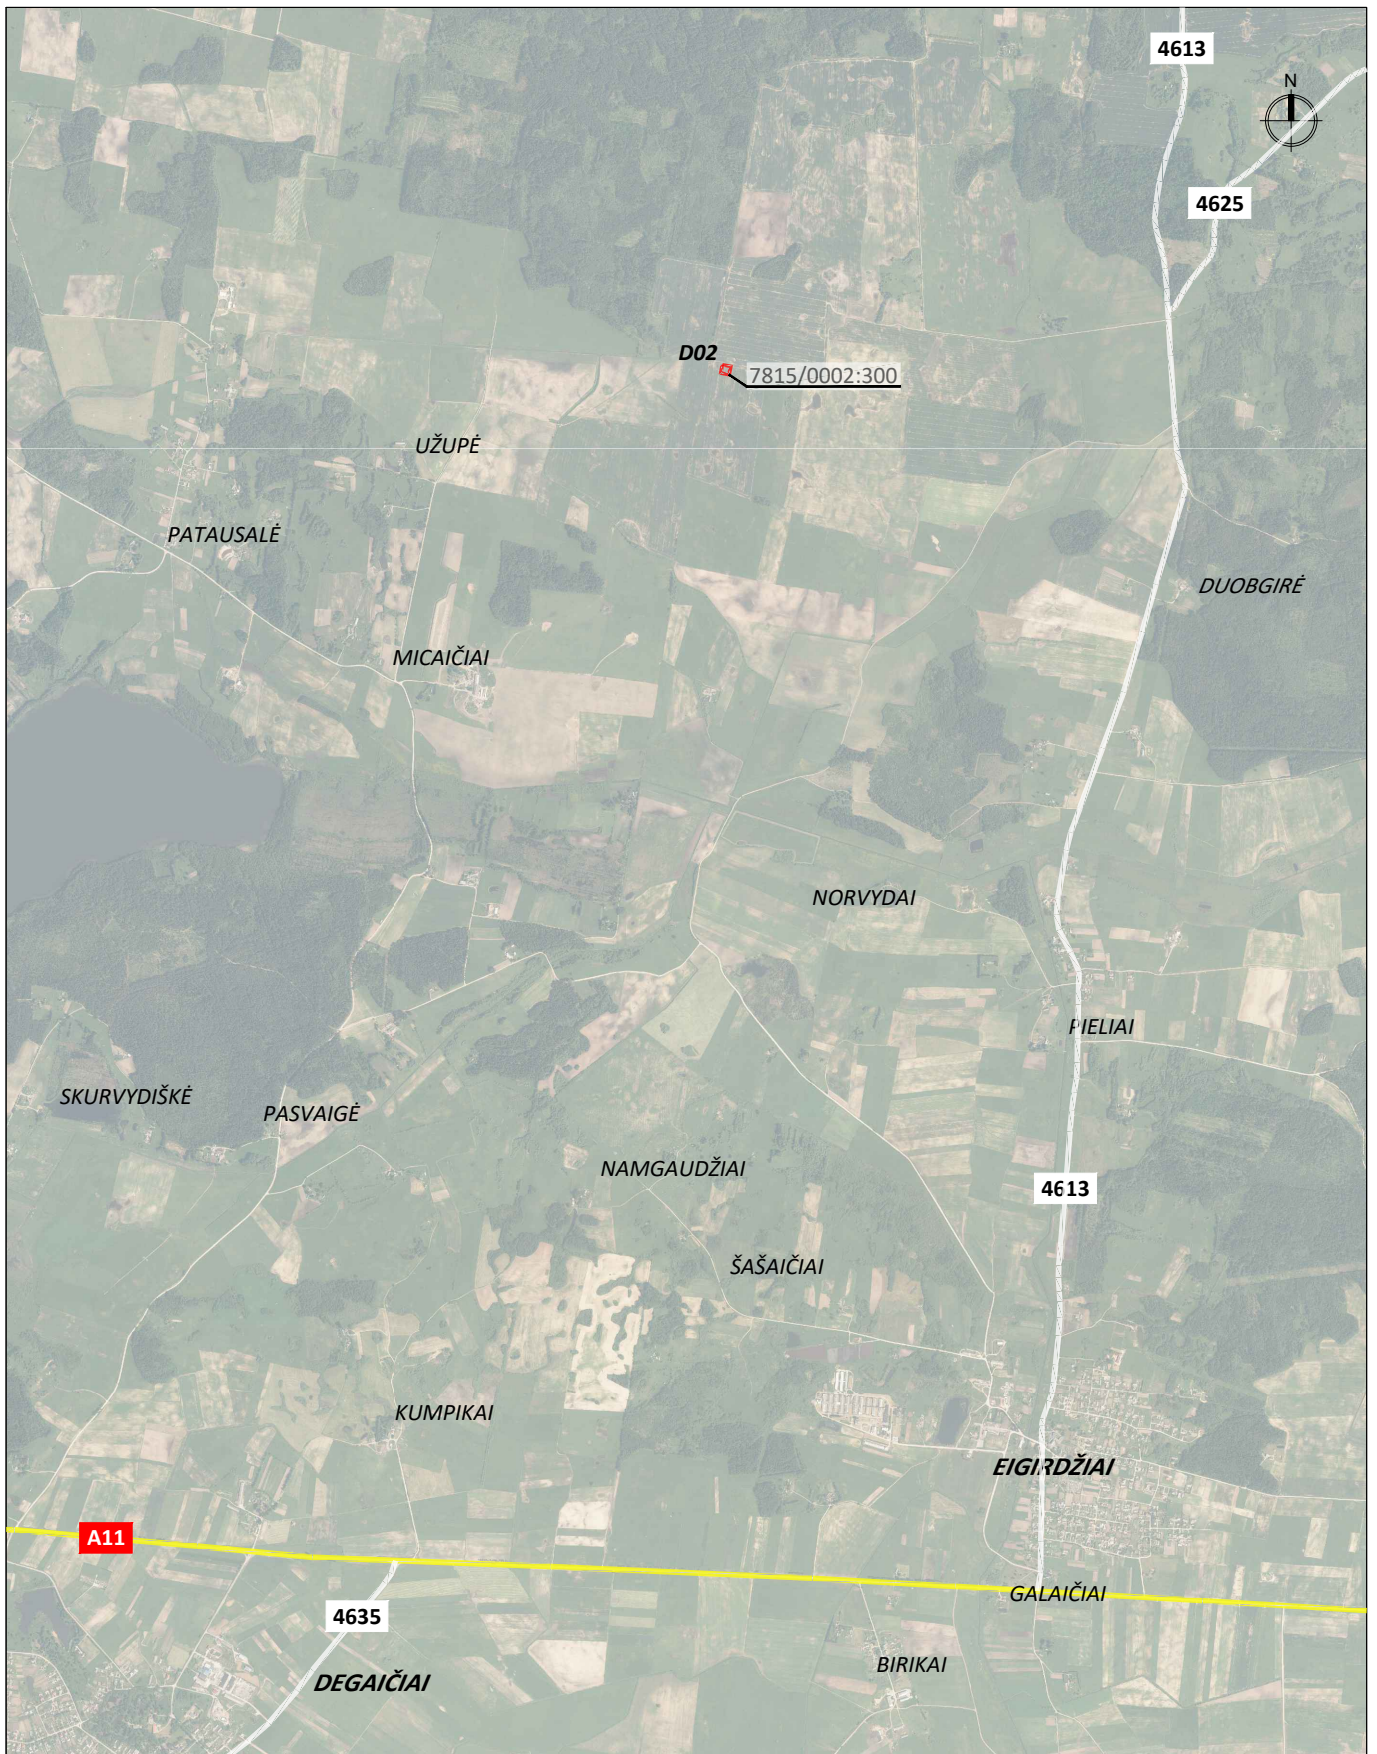 4613
N
4625
D02
7815/0002:300
UŽUPĖ
PATAUSALĖ
DUOBGIRĖ
MICAIČIAI
NORVYDAI
PIELIAI
SKURVYDIŠKĖ
PASVAIGĖ
NAMGAUDŽIAI
4613
ŠAŠAIČIAI
KUMPIKAI
EIGIRDŽIAI
A11
GALAIČIAI
4635
BIRIKAI
DEGAIČIAI